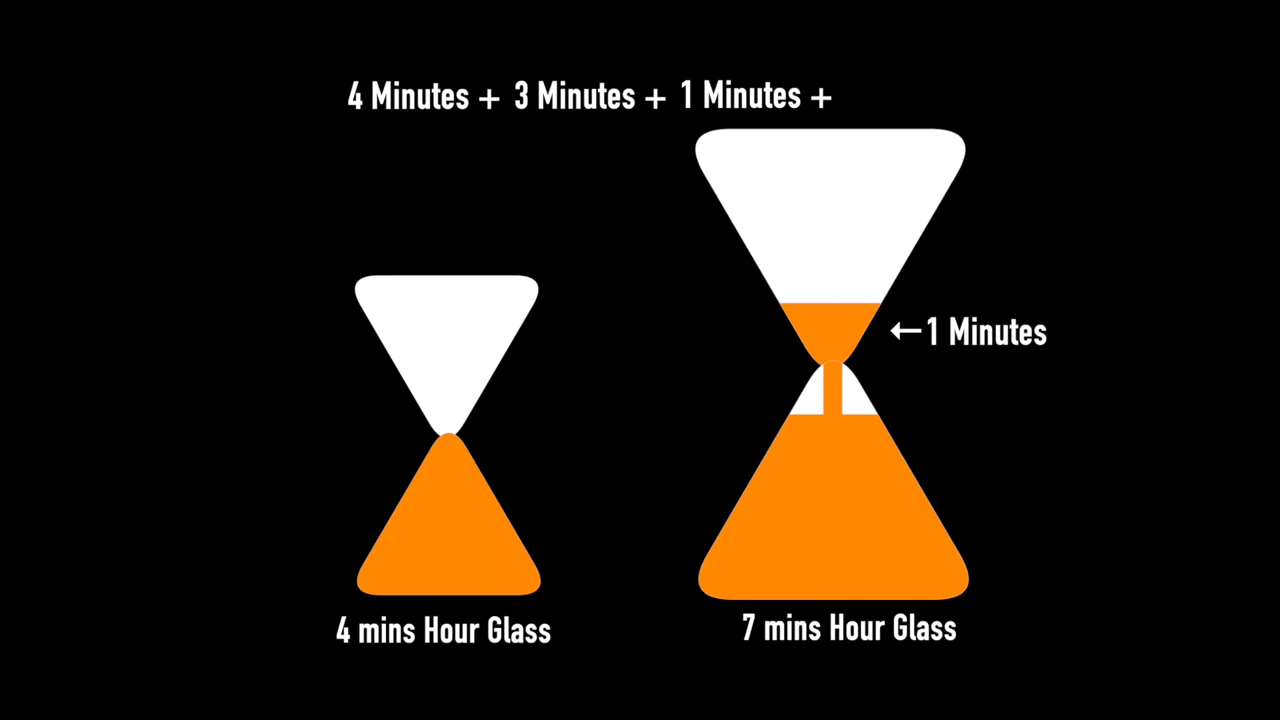 4 Minutes + 3 Minutes + 1 Minutes +
←1 Minutes
4 mins Hour Glass
7 mins Hour Glass